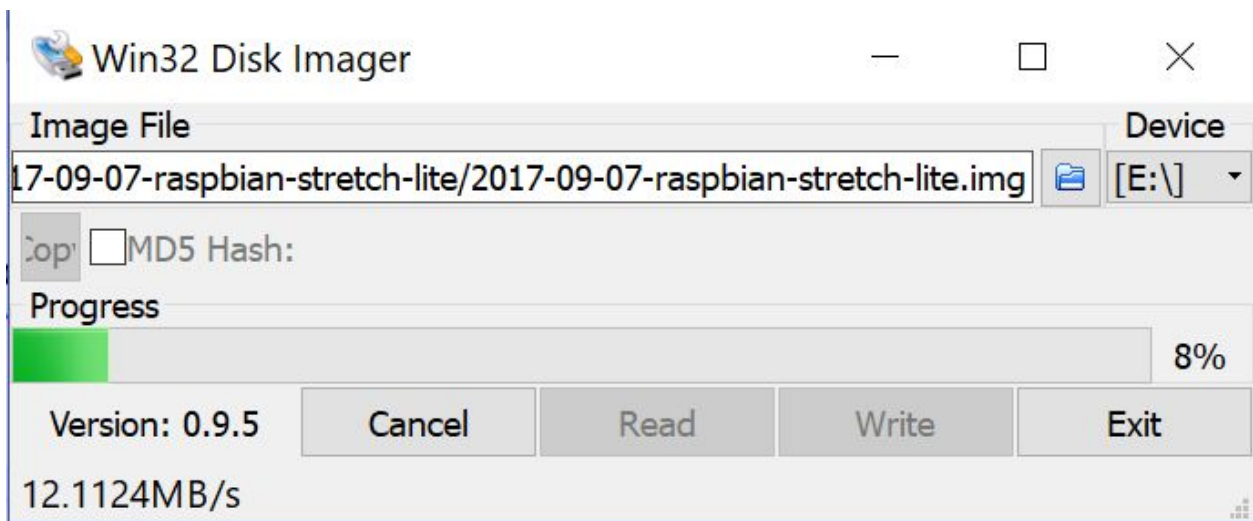 Win32 Disk Imager
Image File Device
17-09-07-raspbian-stretch-lite/2017-09-07-raspbian-stretch-lite.img [E:\]
Copy MD5 Hash:
Progress
8%
Version: 0.9.5 Cancel Read Write Exit
12.1124MB/s